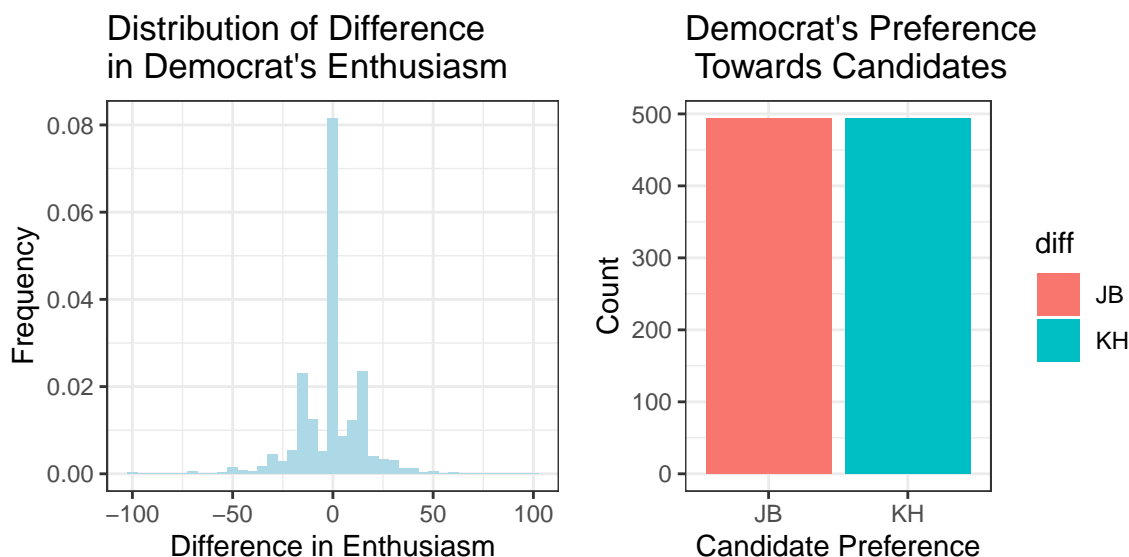 Distribution of Difference
in Democrat's Enthusiasm
Frequency
0.08
0.06
0.04
0.02
0.00
−100
−50
0
50
100
Difference in Enthusiasm
Democrat's Preference
Towards Candidates
Count
500
400
300
200
100
0
JB
KH
Candidate Preference
diff
JB
KH